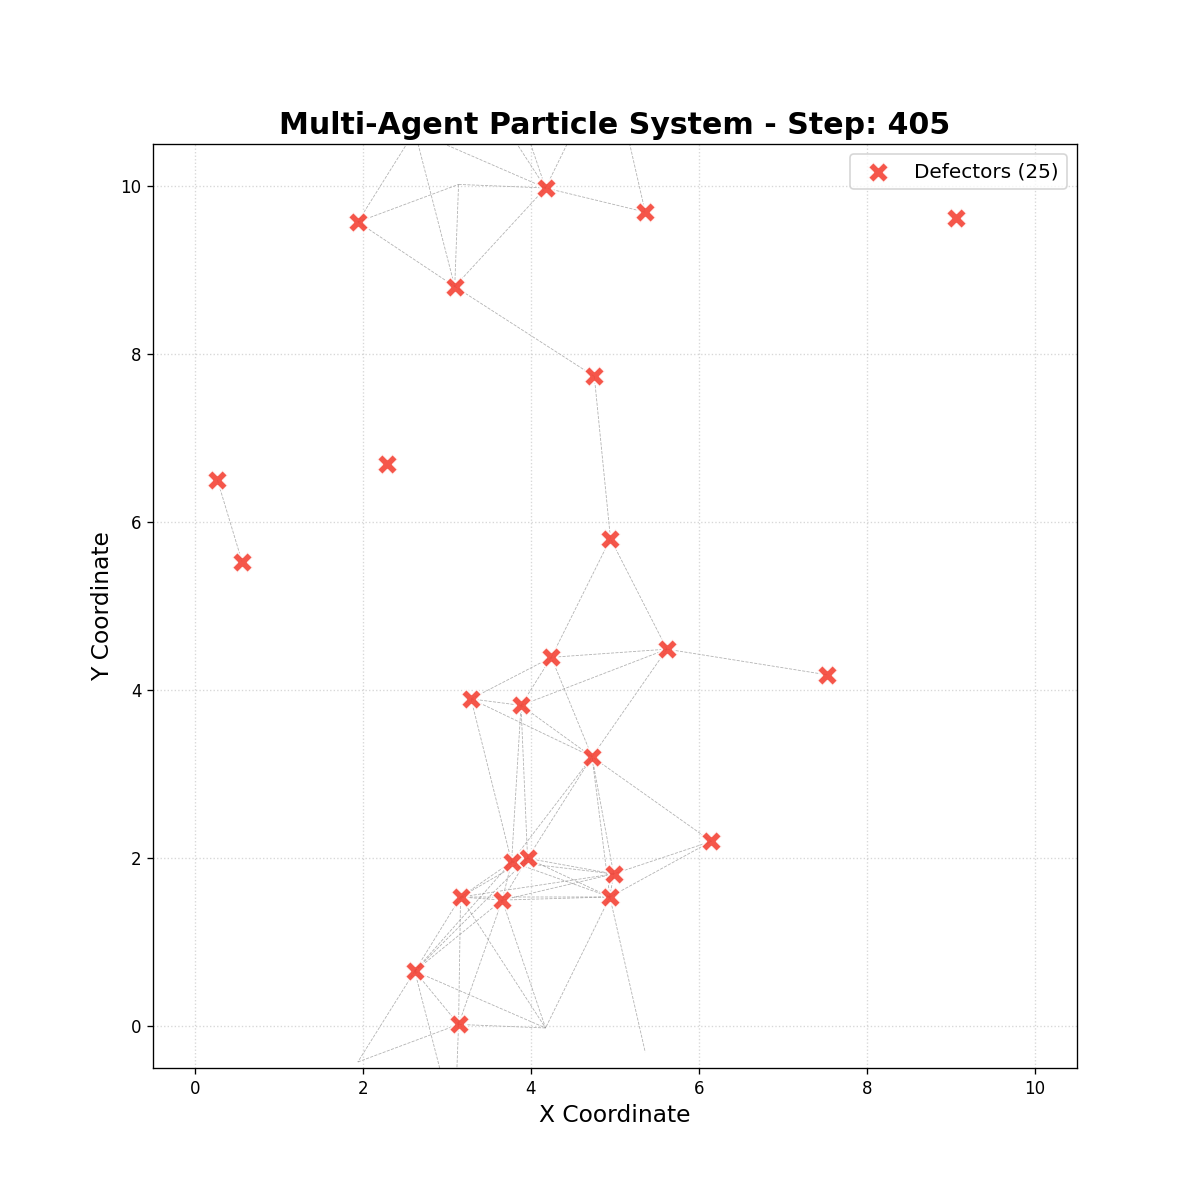 Multi-Agent Particle System - Step: 405
Defectors (25)
10
8
6
4
2
0
Y Coordinate
0 2 4 6 8 10
X Coordinate